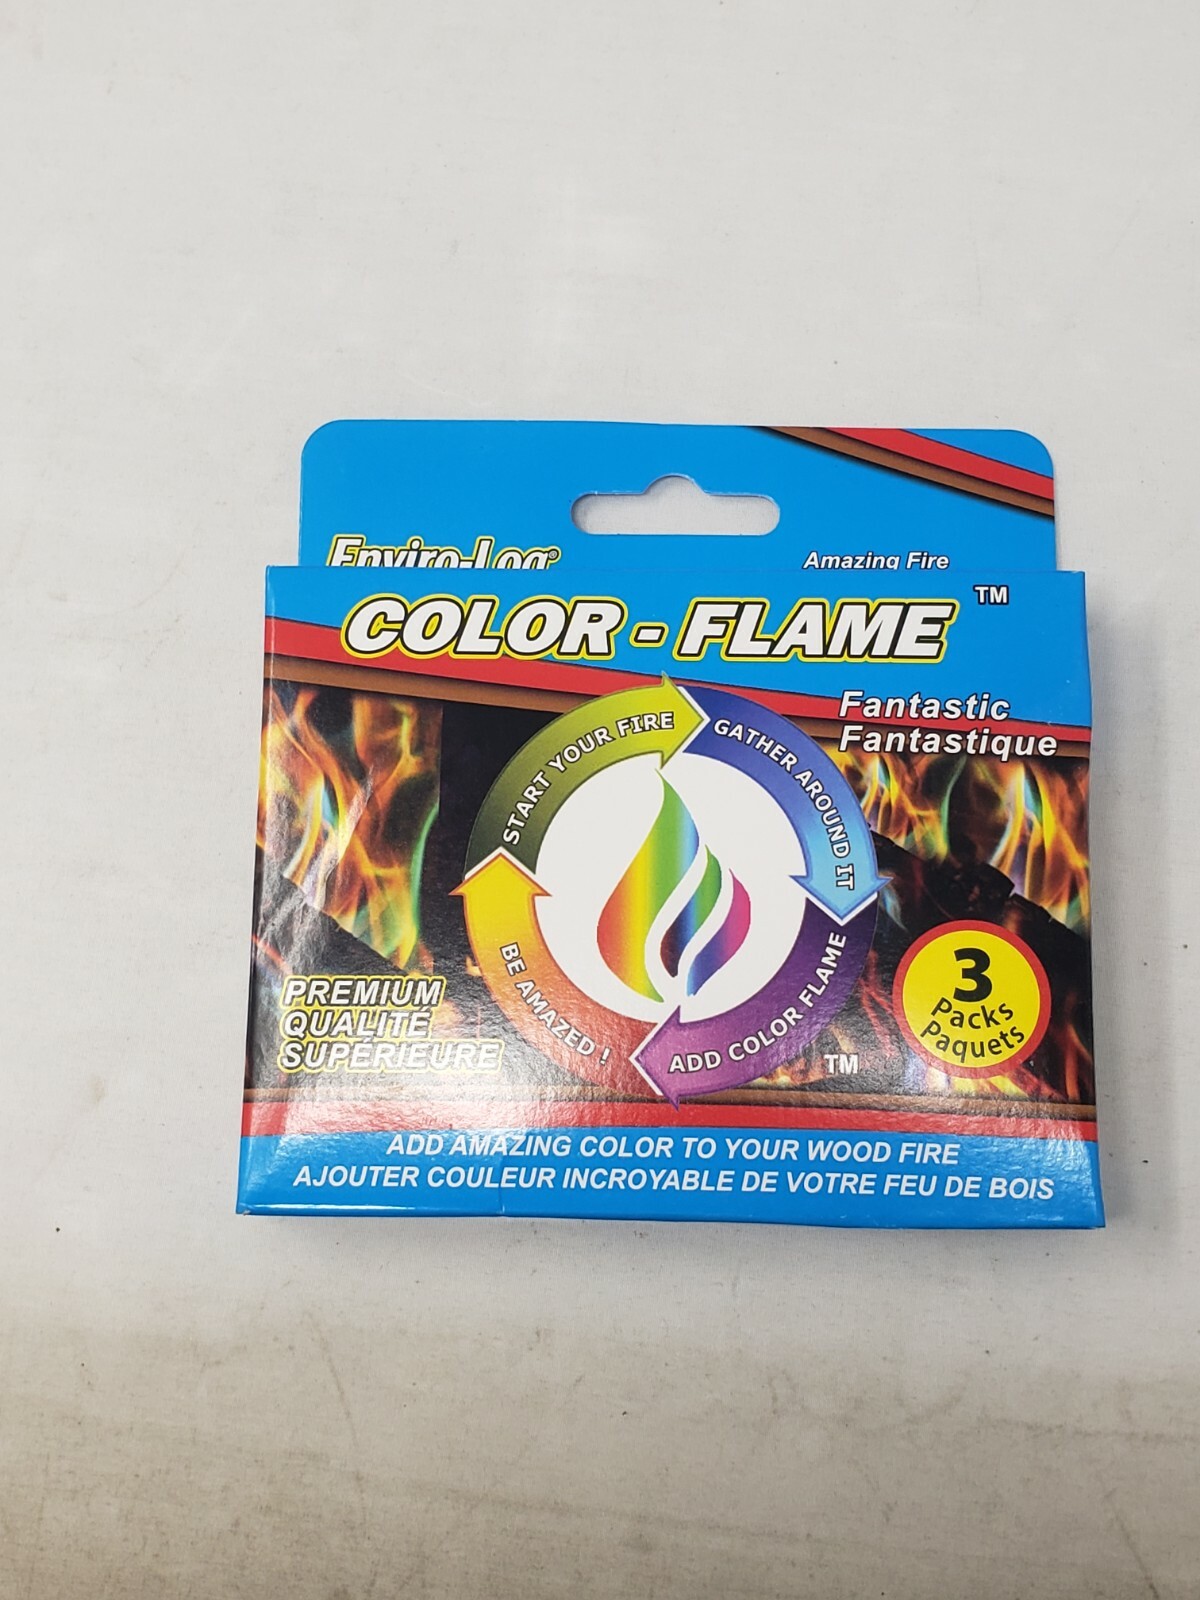 Enviro-Log®
Amazing Fire
COLOR - FLAME ™
Fantastic
Fantastique
START YOUR FIRE
GATHER AROUND IT
ADD COLOR FLAME
BE AMAZED !
TM
3
Packs
Paquets
PREMIUM
QUALITÉ
SUPÉRIEURE
ADD AMAZING COLOR TO YOUR WOOD FIRE
AJOUTER COULEUR INCROYABLE DE VOTRE FEU DE BOIS